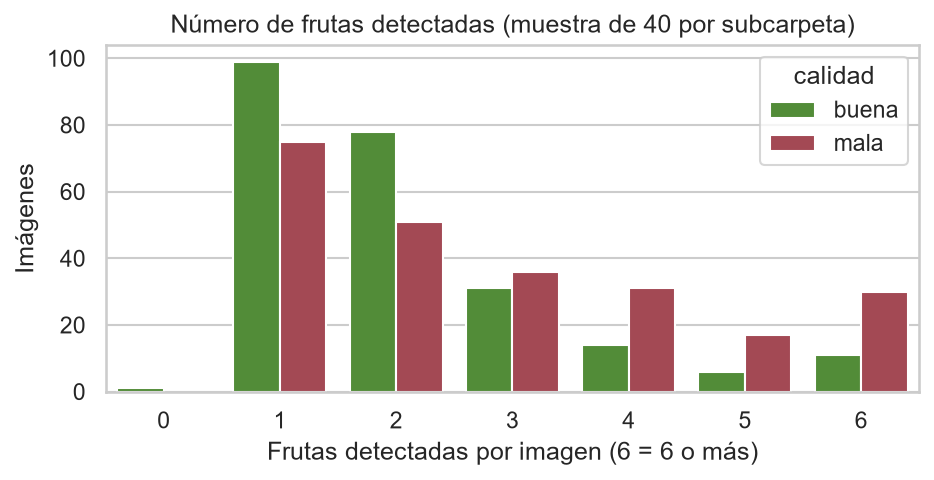 Número de frutas detectadas (muestra de 40 por subcarpeta)
100
80
60
40
20
0
Imágenes
calidad
buena
mala
0 1 2 3 4 5 6
Frutas detectadas por imagen (6 = 6 o más)